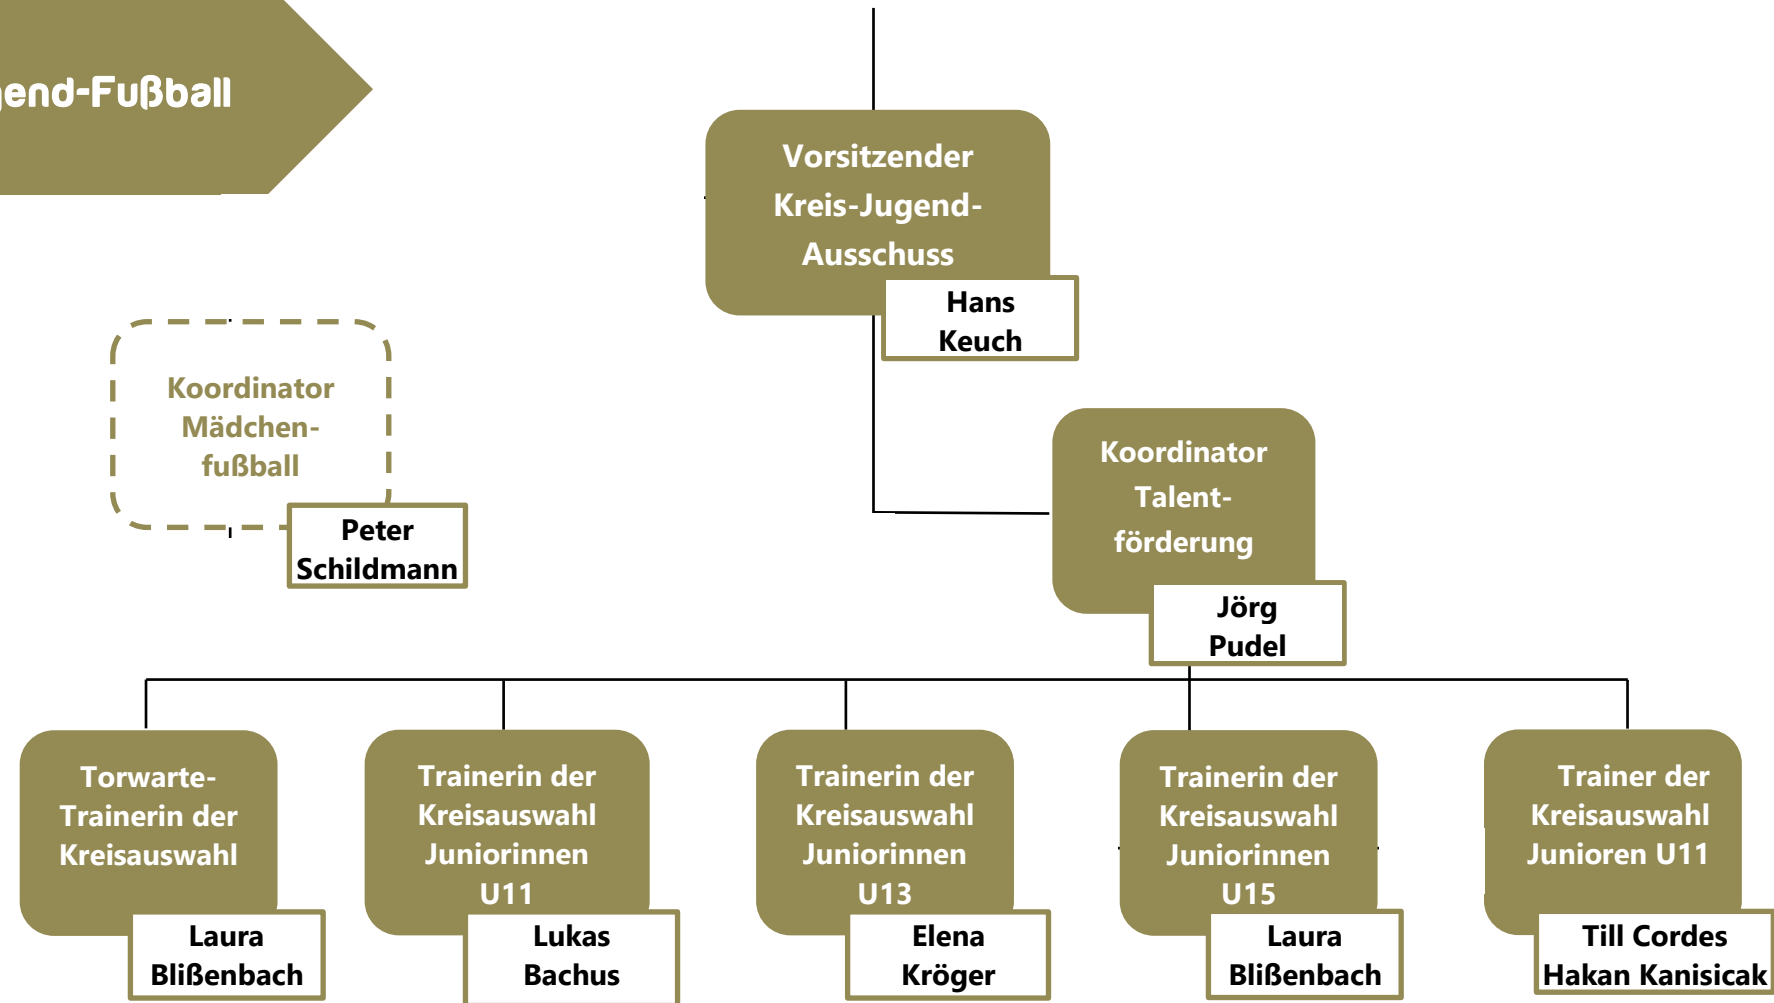 gend-Fußball
Vorsitzender
Kreis-Jugend-
Ausschuss
Hans
Keuch
Koordinator
Mädchen-
fußball
Peter
Schildmann
Koordinator
Talent-
förderung
Jörg
Pudel
Torwarte-
Trainerin der
Kreisauswahl
Laura
Blißenbach
Trainerin der
Kreisauswahl
Juniorinnen
U11
Lukas
Bachus
Trainerin der
Kreisauswahl
Juniorinnen
U13
Elena
Kröger
Trainerin der
Kreisauswahl
Juniorinnen
U15
Laura
Blißenbach
Trainer der
Kreisauswahl
Junioren U11
Till Cordes
Hakan Kanisicak